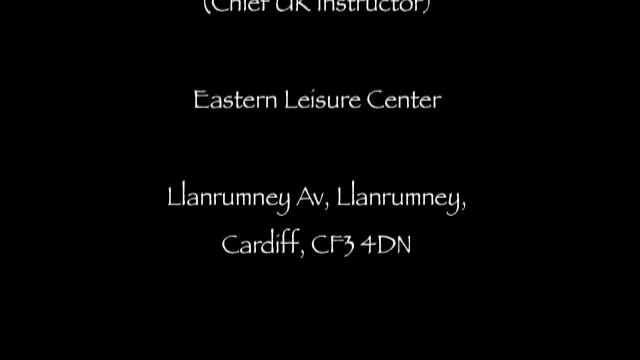 (Chief UK Instructor)
Eastern Leisure Center
Llanrumney Av, Llanrumney,
Cardiff, CF3 4DN